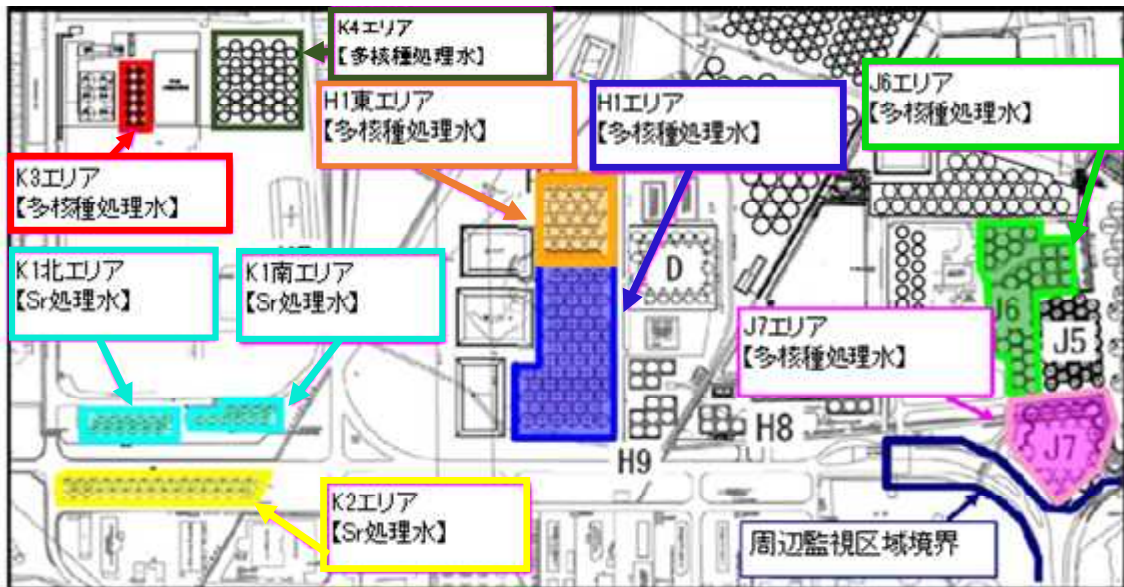 K4エリア
【多核種処理水】
H1東エリア
【多核種処理水】
H1エリア
【多核種処理水】
J6エリア
【多核種処理水】
K3エリア
【多核種処理水】
K1北エリア
【Sr処理水】
K1南エリア
【Sr処理水】
D
J7エリア
【多核種処理水】
J6
J5
H8
J7
H9
K2エリア
【Sr処理水】
周辺監視区域境界